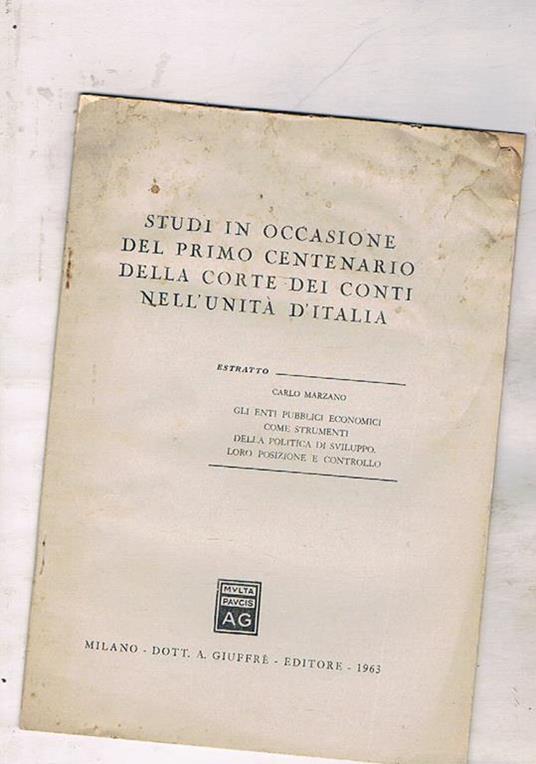 STUDI IN OCCASIONE
DEL PRIMO CENTENARIO
DELLA CORTE DEI CONTI
NELL'UNITÀ D'ITALIA
ESTRATTO
CARLO MARZANO
GLI ENTI PUBBLICI ECONOMICI
COME STRUMENTI
DELLA POLITICA DI SVILUPPO.
LORO POSIZIONE E CONTROLLO
MVLTA
PAVCIS
AG
MILANO - DOTT. A. GIUFFRÈ - EDITORE - 1963